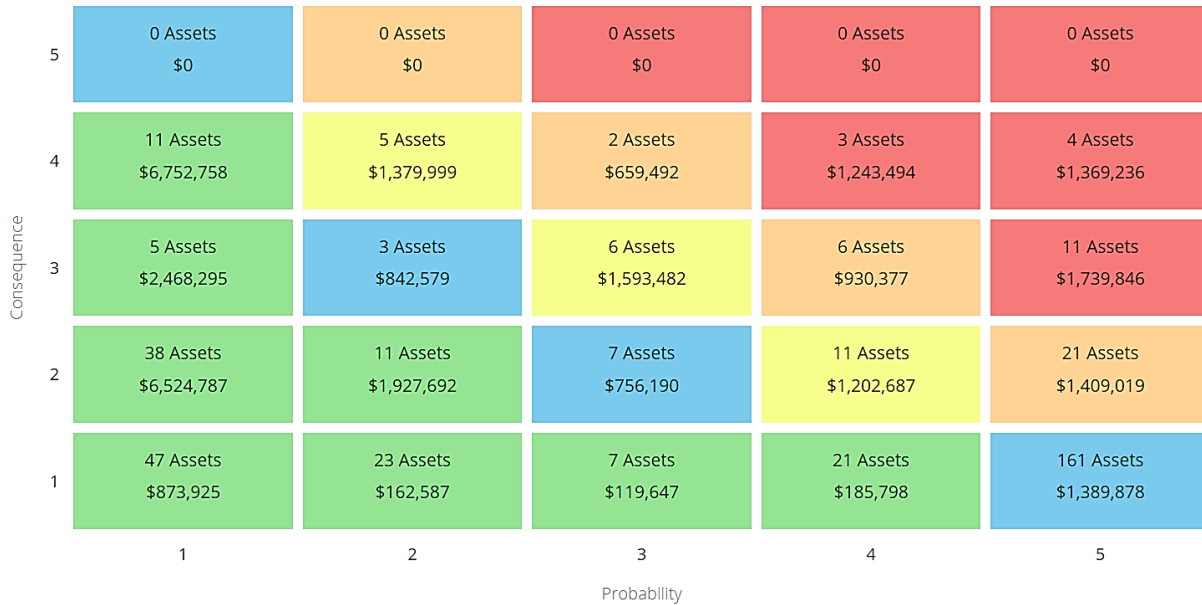 0 Assets
$0
0 Assets
$0
0 Assets
$0
0 Assets
$0
0 Assets
$0
5
11 Assets
$6,752,758
5 Assets
$1,379,999
2 Assets
$659,492
3 Assets
$1,243,494
4 Assets
$1,369,236
4
5 Assets
$2,468,295
3 Assets
$842,579
6 Assets
$1,593,482
6 Assets
$930,377
11 Assets
$1,739,846
3
Consequence
38 Assets
$6,524,787
11 Assets
$1,927,692
7 Assets
$756,190
11 Assets
$1,202,687
21 Assets
$1,409,019
2
47 Assets
$873,925
23 Assets
$162,587
7 Assets
$119,647
21 Assets
$185,798
161 Assets
$1,389,878
1
1
2
3
4
5
Probability